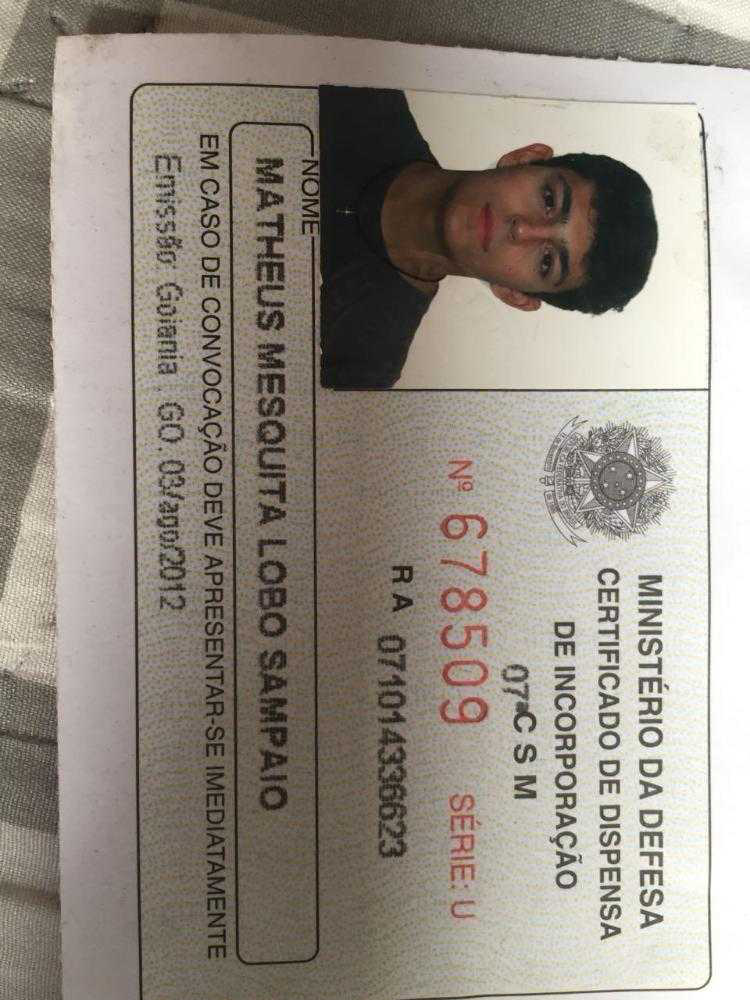 MINISTÉRIO DA DEFESA
CERTIFICADO DE DISPENSA
DE INCORPORAÇÃO
07ªC S M
Nº 678509 SÉRIE: U
R A 071014336623
NOME
MATHEUS MESQUITA LOBO SAMPAIO
EM CASO DE CONVOCAÇÃO DEVE APRESENTAR-SE IMEDIATAMENTE
Emissão: Goiania . GO. 03/ago/2012